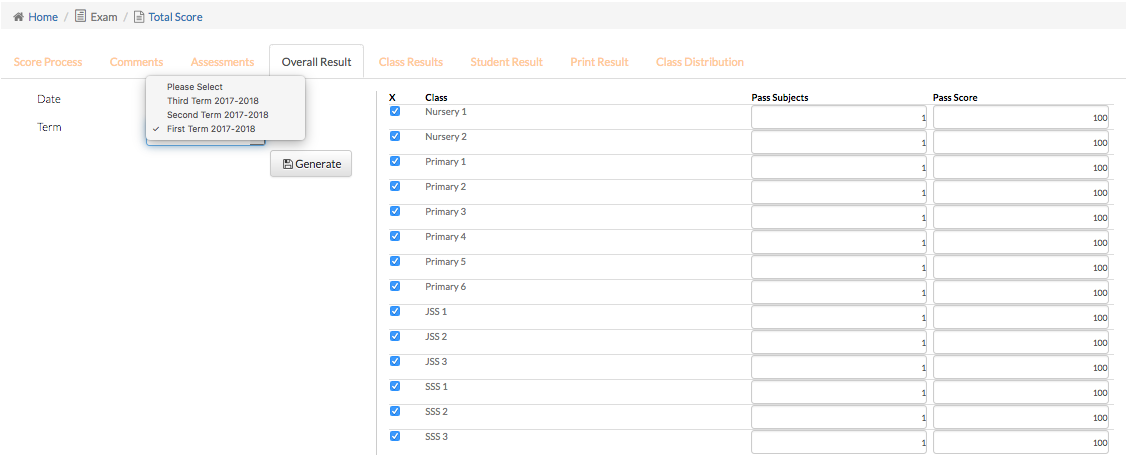 Home / Exam / Total Score
Score Process Comments Assessments Overall Result Class Results Student Result Print Result Class Distribution
Date
Please Select
Third Term 2017-2018
Second Term 2017-2018
✓ First Term 2017-2018
Term
Generate
X Class Pass Subjects Pass Score
Nursery 1 1 100
Nursery 2 1 100
Primary 1 1 100
Primary 2 1 100
Primary 3 1 100
Primary 4 1 100
Primary 5 1 100
Primary 6 1 100
JSS 1 1 100
JSS 2 1 100
JSS 3 1 100
SSS 1 1 100
SSS 2 1 100
SSS 3 1 100